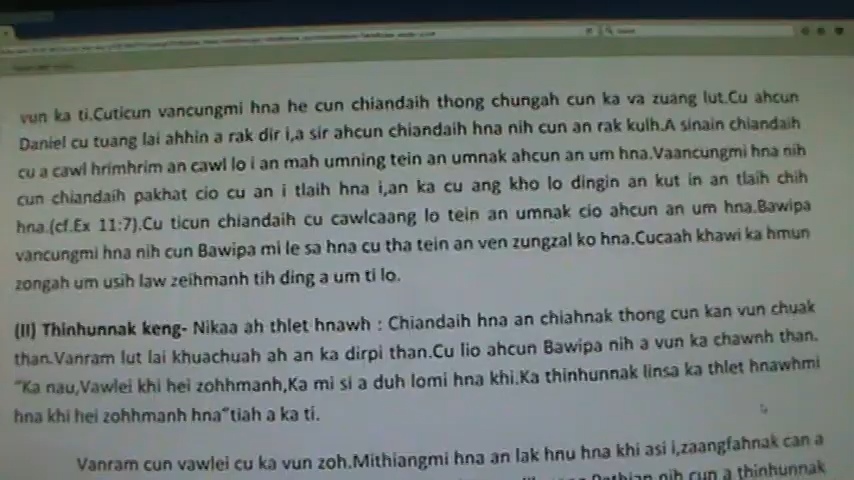 vun ka ti.Cuticun vancungmi hna he cun chiandaih thong chungah cun ka va zuang lut.Cu ahcun
Daniel cu tuang lai ahhin a rak dir i,a sir ahcun chiandaih hna nih cun an rak kulh.A sinain chiandaih
cu a cawl hrimhrim an cawl lo i an mah umning tein an umnak ahcun an um hna.Vaancungmi hna nih
cun chiandaih pakhat cio cu an i tlaih hna i,an ka cu ang kho lo dingin an kut in an tlaih chih
hna.(cf.Ex 11:7).Cu ticun chiandaih cu cawlcaang lo tein an umnak cio ahcun an um hna.Bawipa
vancungmi hna nih cun Bawipa mi le sa hna cu tha tein an ven zungzal ko hna.Cucaah khawi ka hmun
zongah um usih law zeihmanh tih ding a um ti lo.
(II) Thinhunnak keng- Nikaa ah thlet hnawh : Chiandaih hna an chiahnak thong cun kan vun chuak
than.Vanram lut lai khuachuah ah an ka dirpi than.Cu lio ahcun Bawipa nih a vun ka chawnh than.
"Ka nau,Vawlei khi hei zohhmanh,Ka mi si a duh lomi hna khi.Ka thinhunnak linsa ka thlet hnawhmi
hna khi hei zohhmanh hna"tiah a ka ti.
Vanram cun vawlei cu ka vun zoh.Mithiangmi hna an lak hnu hna khi asi i,zaangfahnak can a
Pathian nih cun a thinhunnak